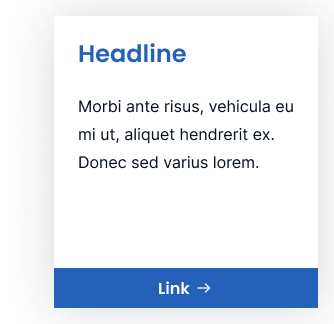 Headline
Morbi ante risus, vehicula eu
mi ut, aliquet hendrerit ex.
Donec sed varius lorem.
Link →